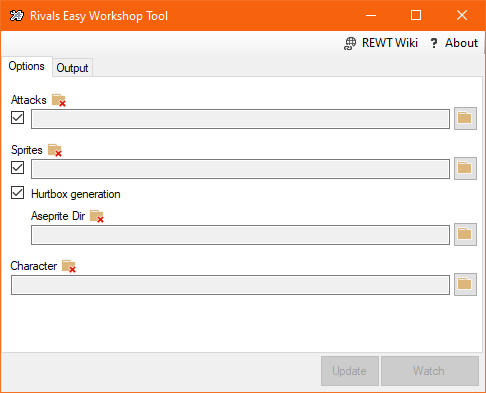 Rivals Easy Workshop Tool
REWT Wiki
? About
Options
Output
Attacks
Sprites
Hurtbox generation
Aseprite Dir
Character
Update
Watch